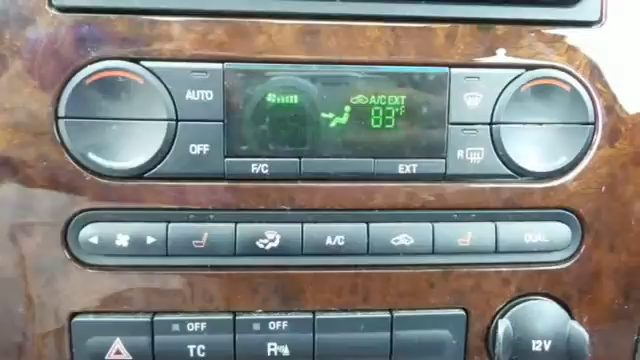 AUTO
OFF
A/C EXT
83°F
F/C
EXT
R
A/C
DUAL
OFF
OFF
TC
R
12V